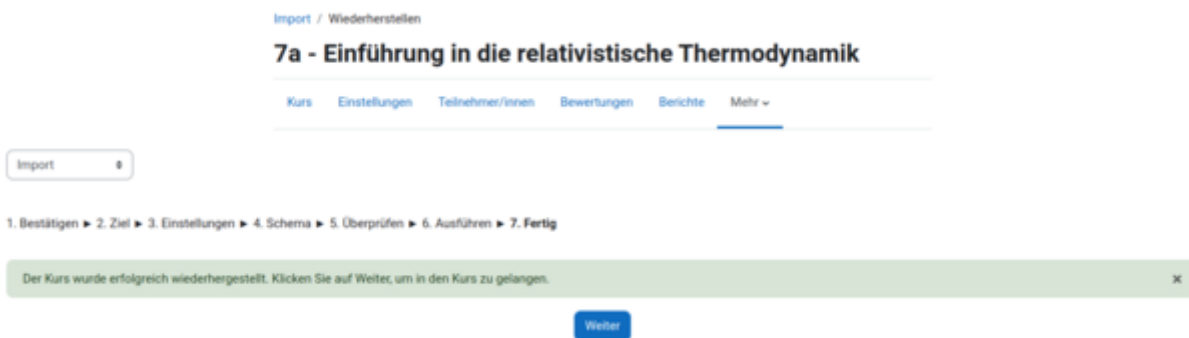 Import / Wiederherstellen
7a - Einführung in die relativistische Thermodynamik
Kurs Einstellungen Teilnehmer/innen Bewertungen Berichte Mehr
Import
1. Bestätigen ► 2. Ziel ► 3. Einstellungen ► 4. Schema ► 5. Überprüfen ► 6. Ausführen ► 7. Fertig
Der Kurs wurde erfolgreich wiederhergestellt. Klicken Sie auf Weiter, um in den Kurs zu gelangen. ×
Weiter